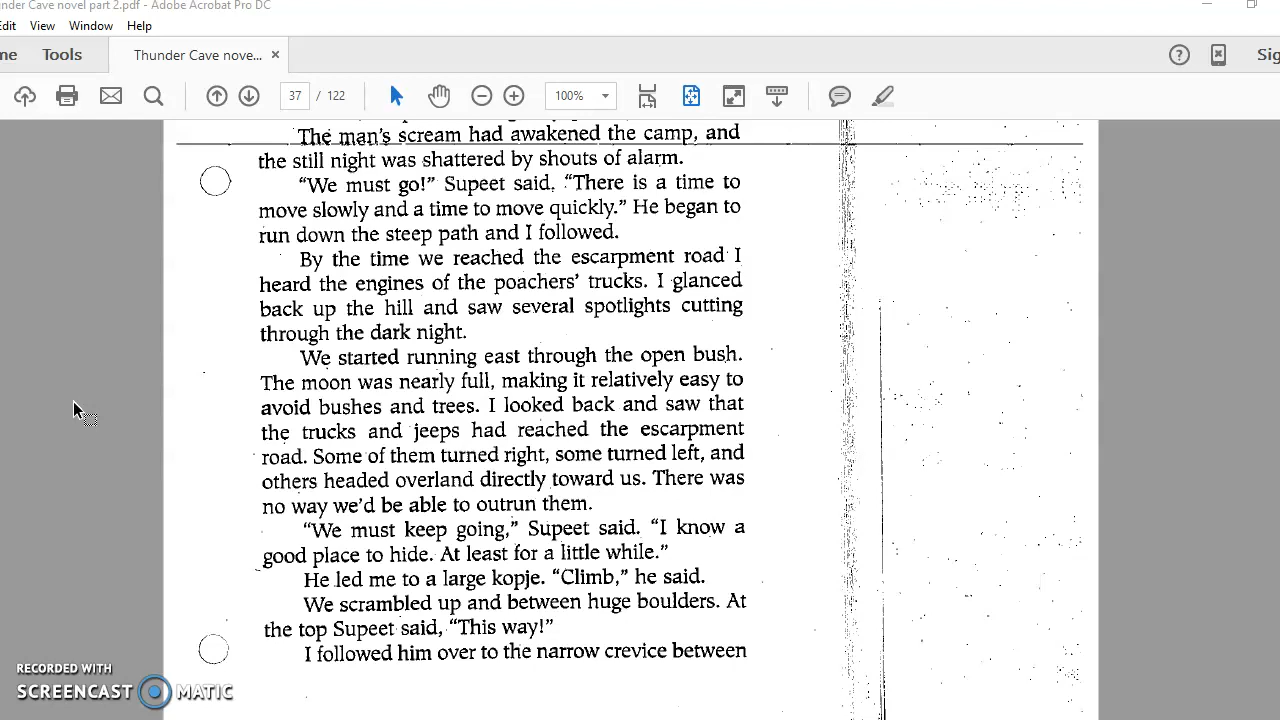 nder Cave novel part 2.pdf - Adobe Acrobat Pro DC
Edit View Window Help
me Tools Thunder Cave nove... × ? Sig
37 / 122 100%
The man's scream had awakened the camp, and
the still night was shattered by shouts of alarm.
“We must go!” Supeet said. “There is a time to
move slowly and a time to move quickly.” He began to
run down the steep path and I followed.
By the time we reached the escarpment road I
heard the engines of the poachers’ trucks. I glanced
back up the hill and saw several spotlights cutting
through the dark night.
We started running east through the open bush.
The moon was nearly full, making it relatively easy to
avoid bushes and trees. I looked back and saw that
the trucks and jeeps had reached the escarpment
road. Some of them turned right, some turned left, and
others headed overland directly toward us. There was
no way we’d be able to outrun them.
“We must keep going,” Supeet said. “I know a
good place to hide. At least for a little while.”
He led me to a large kopje. “Climb,” he said.
We scrambled up and between huge boulders. At
the top Supeet said, “This way!”
I followed him over to the narrow crevice between
RECORDED WITH
SCREENCAST MATIC